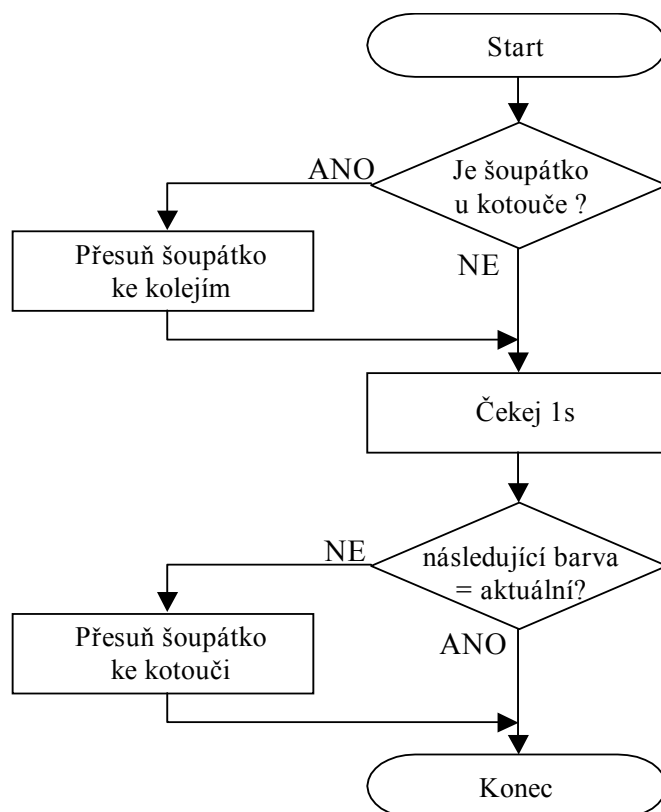 Start
ANO
Je šoupátko
u kotouče ?
Přesuň šoupátko
ke kolejím
NE
Čekej 1s
NE
následující barva
= aktuální?
Přesuň šoupátko
ke kotouči
ANO
Konec